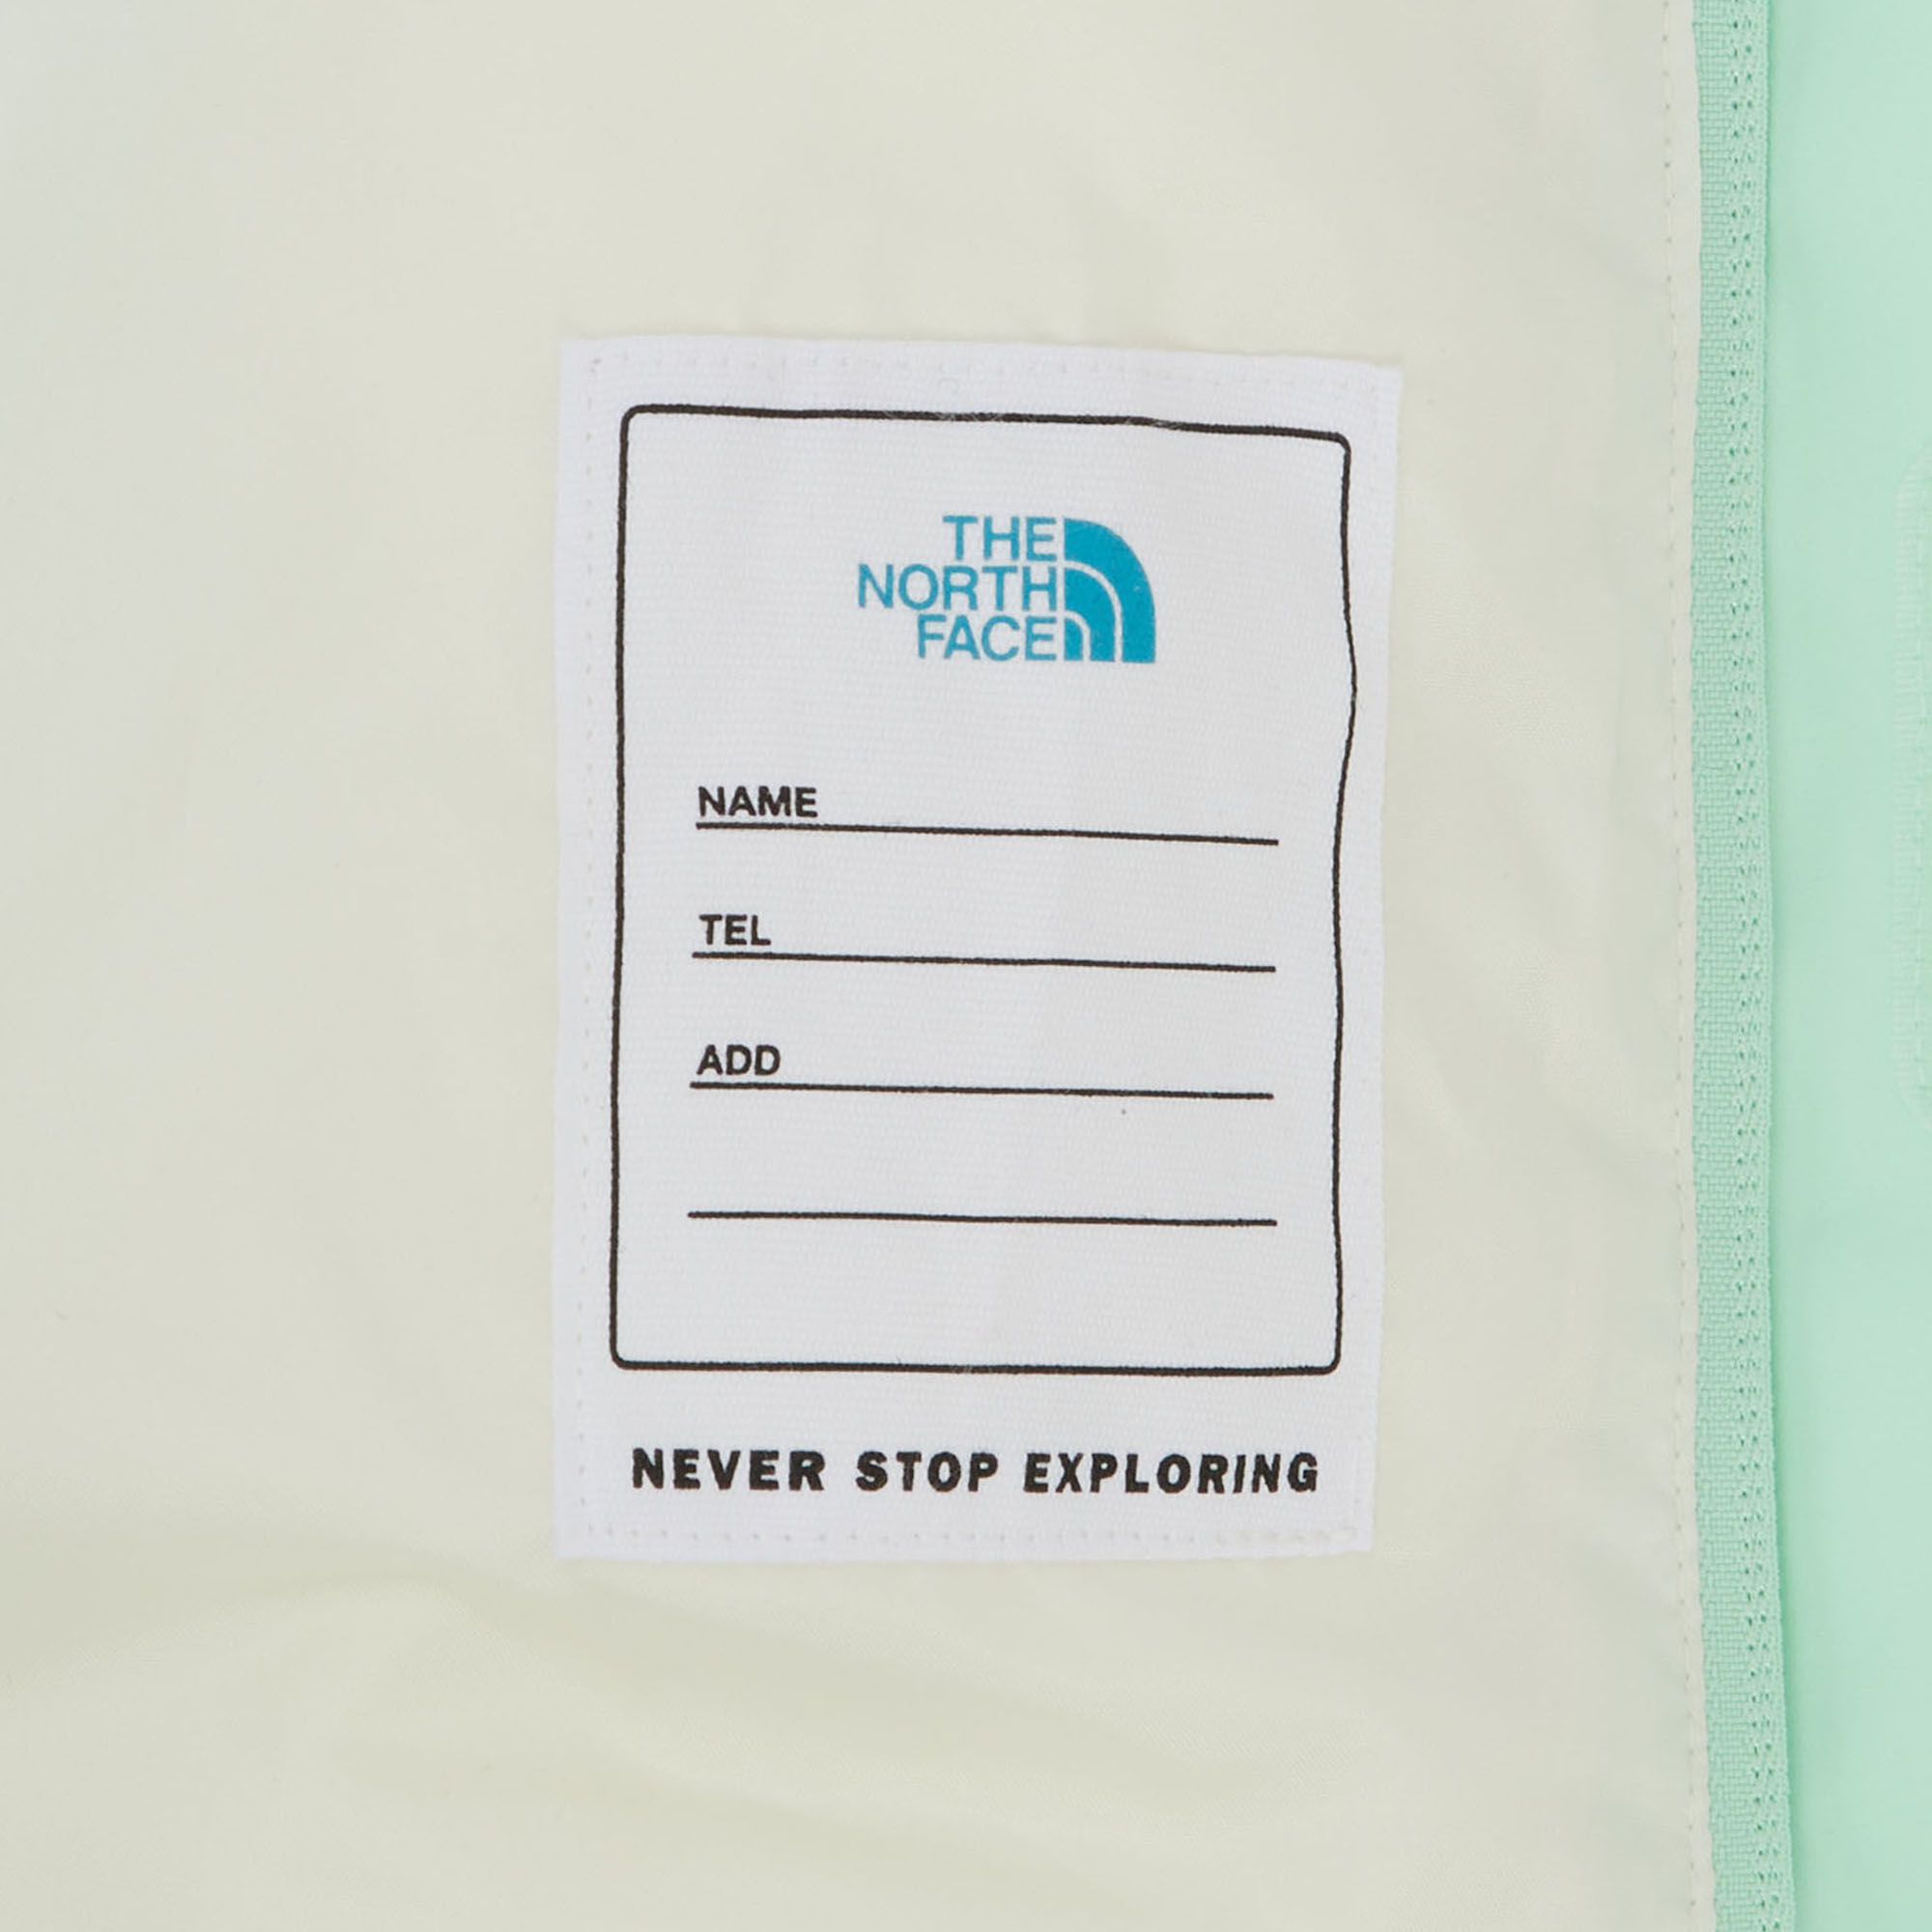 THE
NORTH
FACE
NAME
TEL
ADD
NEVER STOP EXPLORING